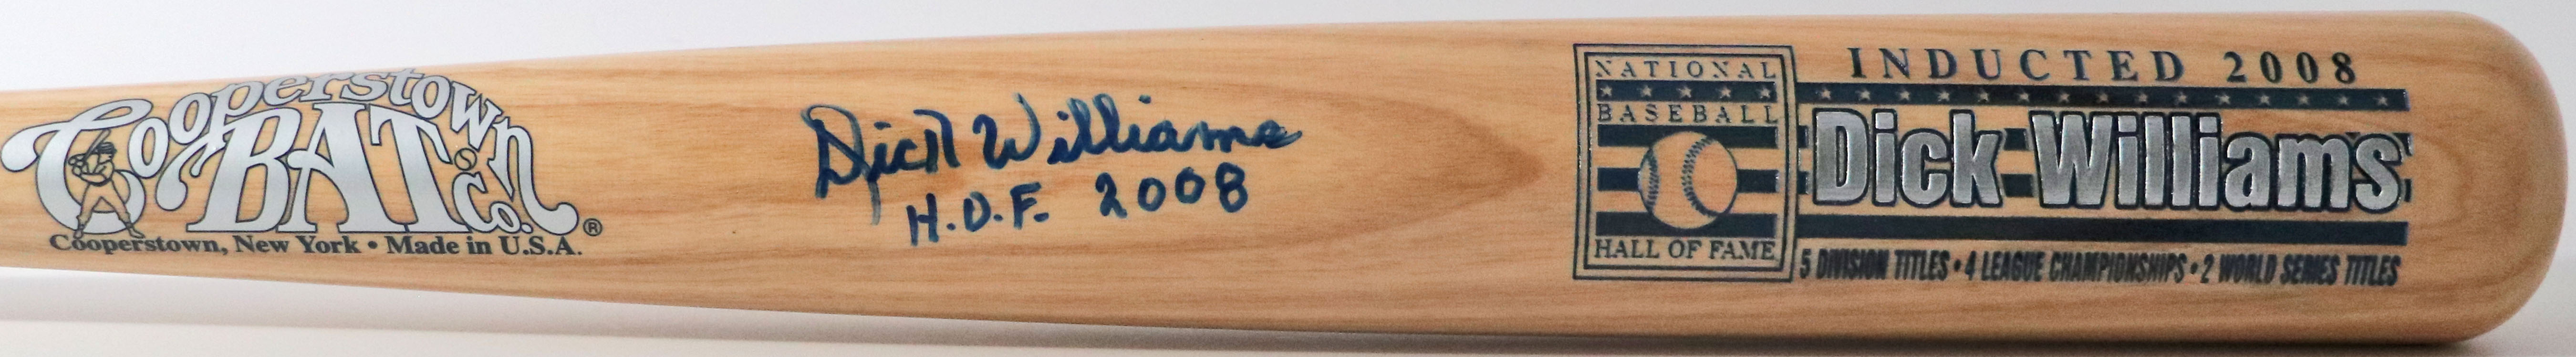 Cooperstown
BAT
Co.
®
Cooperstown, New York • Made in U.S.A.
Dick Williams
H.O.F. 2008
NATIONAL
BASEBALL
HALL OF FAME
INDUCTED 2008
Dick Williams
5 DIVISION TITLES • 4 LEAGUE CHAMPIONSHIPS • 2 WORLD SERIES TITLES